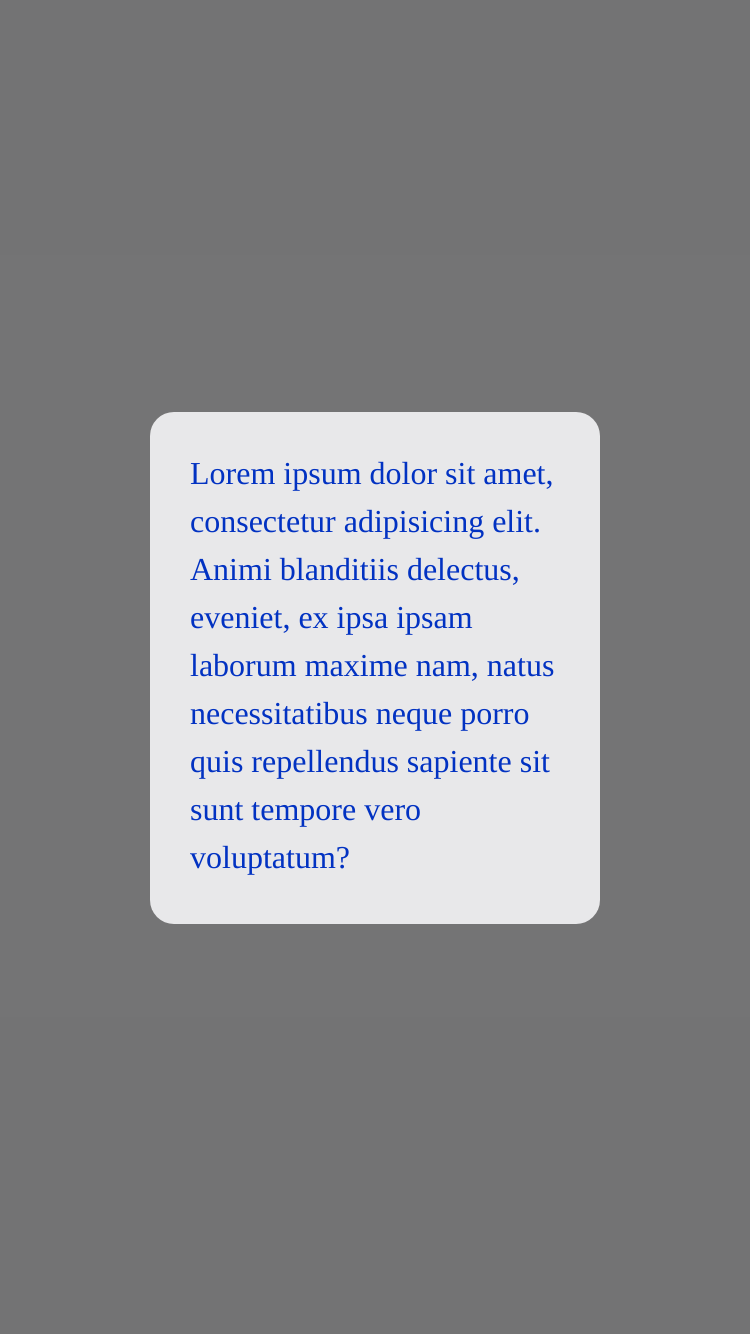 Lorem ipsum dolor sit amet,
consectetur adipisicing elit.
Animi blanditiis delectus,
eveniet, ex ipsa ipsam
laborum maxime nam, natus
necessitatibus neque porro
quis repellendus sapiente sit
sunt tempore vero
voluptatum?